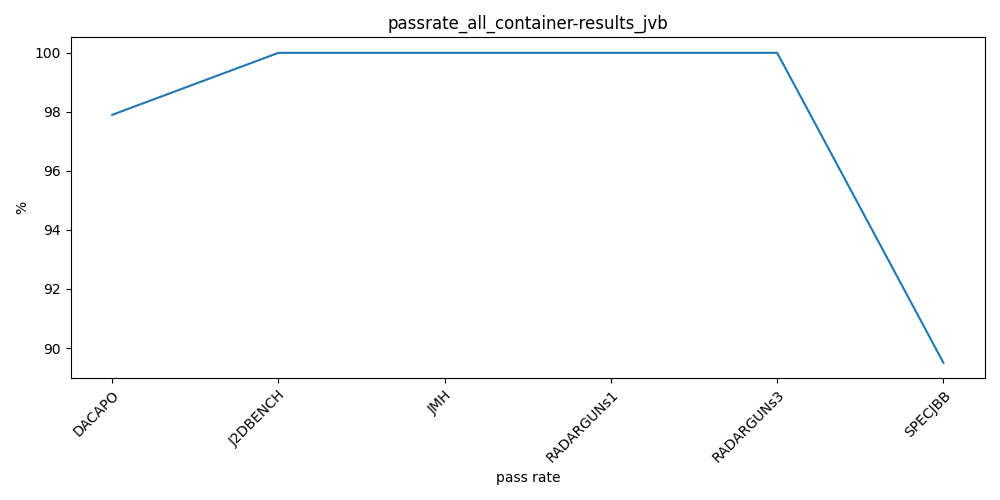 passrate_all_container-results_jvb
100
98
96
94
92
90
%
DACAPO
J2DBENCH
JMH
RADARGUNs1
RADARGUNs3
SPECJBB
pass rate